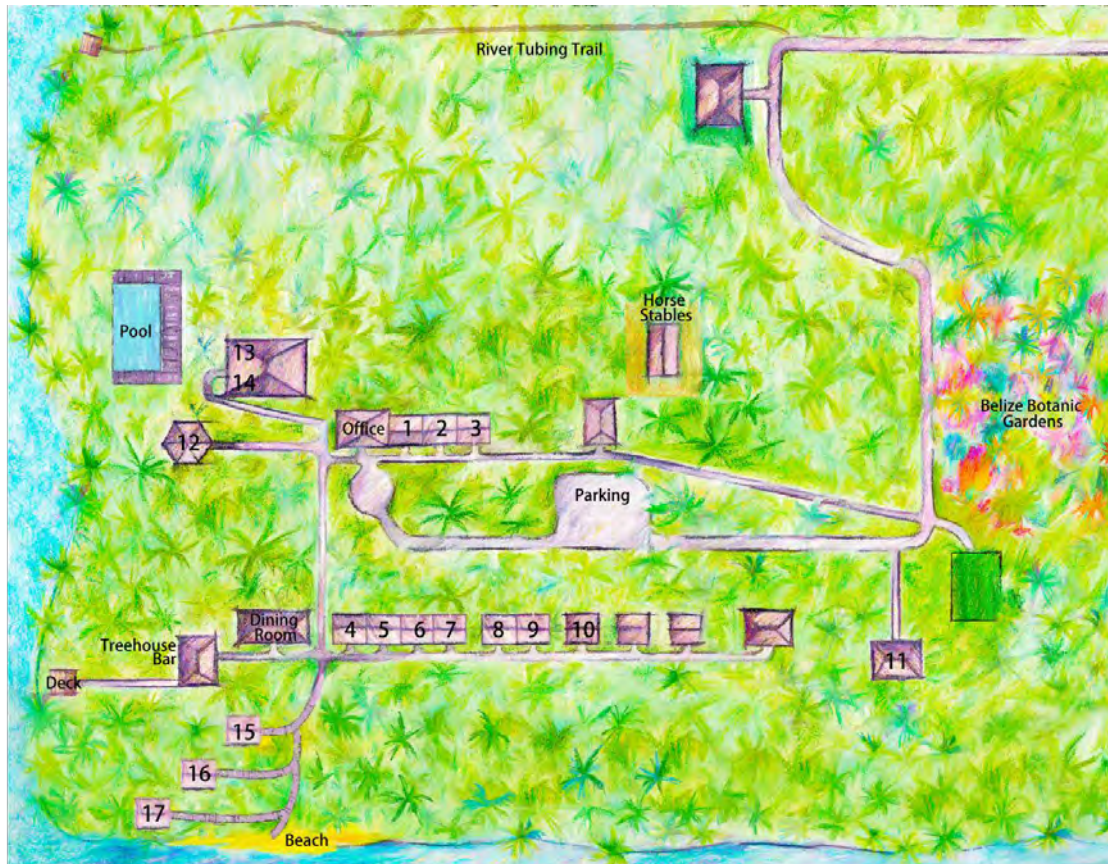 River Tubing Trail
Horse
Stables
Pool
13
14
Belize Botanic
Gardens
Office
1
2
3
12
Parking
Dining
Room
4
5
6
7
8
9
10
Treehouse
Bar
11
Deck
15
16
17
Beach